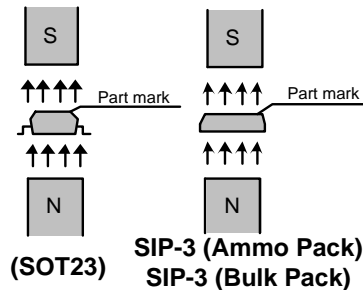 S
S
Part mark
Part mark
N
N
(SOT23)
SIP-3 (Ammo Pack)
SIP-3 (Bulk Pack)